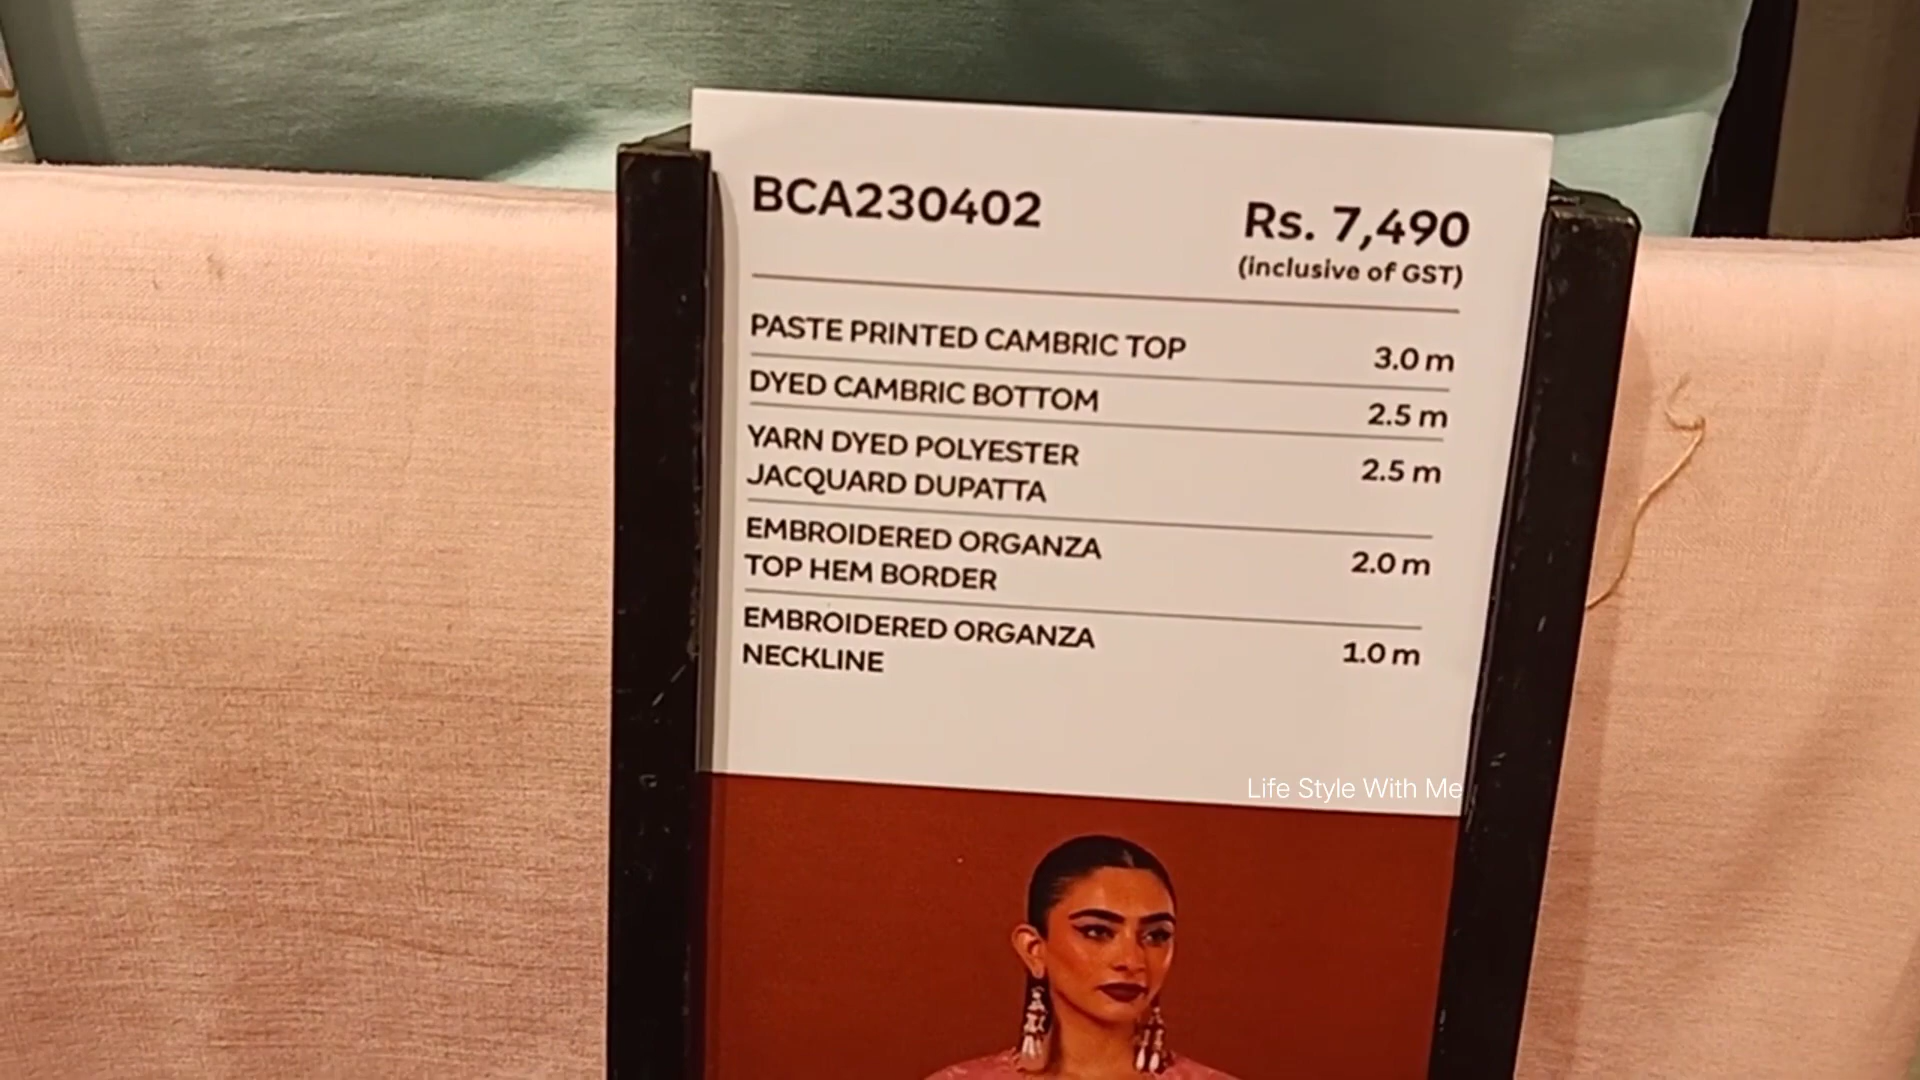 BCA230402
Rs. 7,490
(inclusive of GST)
PASTE PRINTED CAMBRIC TOP 3.0 m
DYED CAMBRIC BOTTOM 2.5 m
YARN DYED POLYESTER 2.5 m
JACQUARD DUPATTA
EMBROIDERED ORGANZA 2.0 m
TOP HEM BORDER
EMBROIDERED ORGANZA 1.0 m
NECKLINE
Life Style With Me